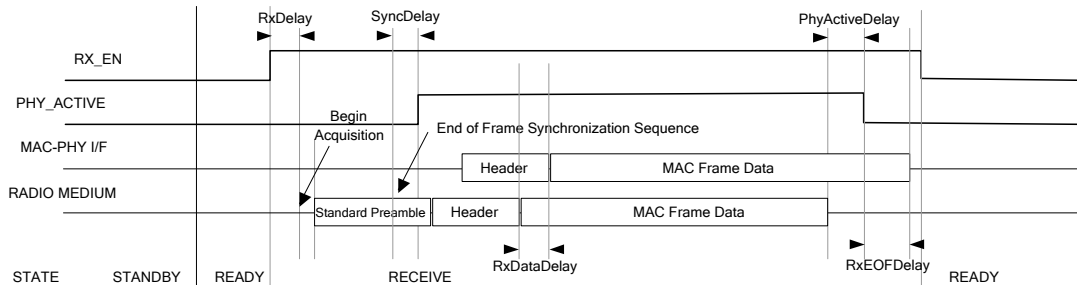 RxDelay SyncDelay PhyActiveDelay
RX_EN
PHY_ACTIVE
Begin
Acquisition
End of Frame Synchronization Sequence
MAC-PHY I/F
Header MAC Frame Data
RADIO MEDIUM
Standard Preamble Header MAC Frame Data
RxDataDelay RxEOFDelay
STATE STANDBY READY RECEIVE READY